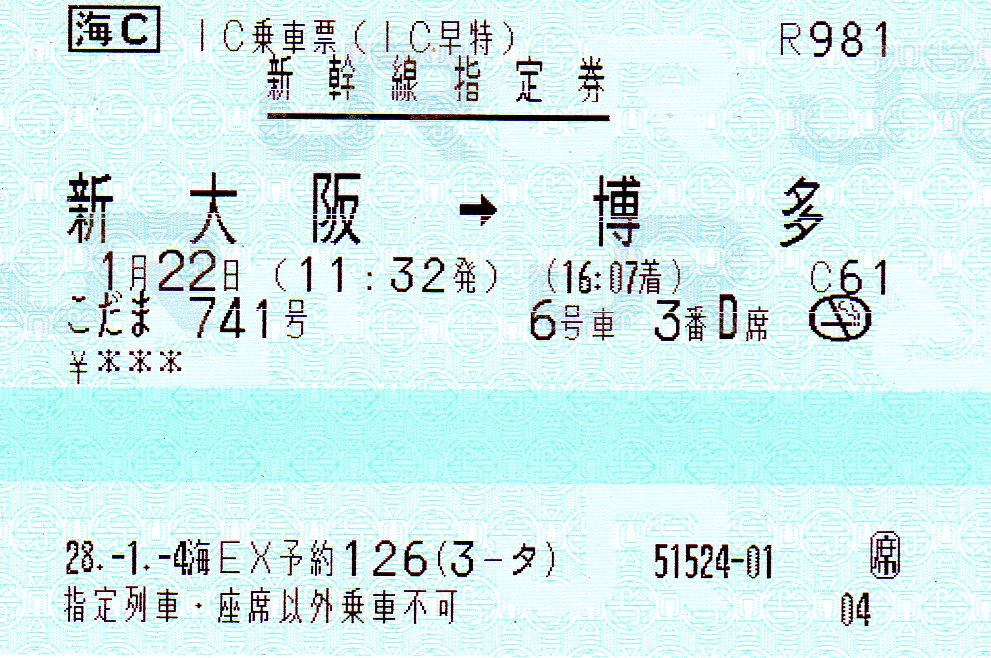 海C IC乗車票(IC早特) R981
新幹線指定券
新大阪 → 博多
1月22日 (11:32発) (16:07着) C61
こだま 741号 6号車 3番D席
¥***
28.-1.-4海EX予約126(3-タ) 51524-01 席
指定列車・座席以外乗車不可 04